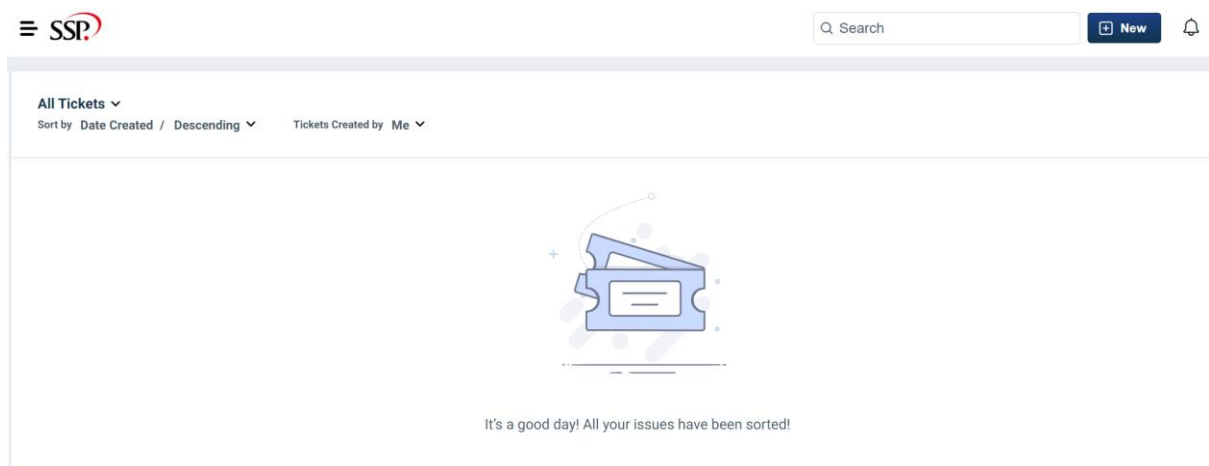 SSP.
Search
New
All Tickets
Sort by Date Created / Descending Tickets Created by Me
It's a good day! All your issues have been sorted!